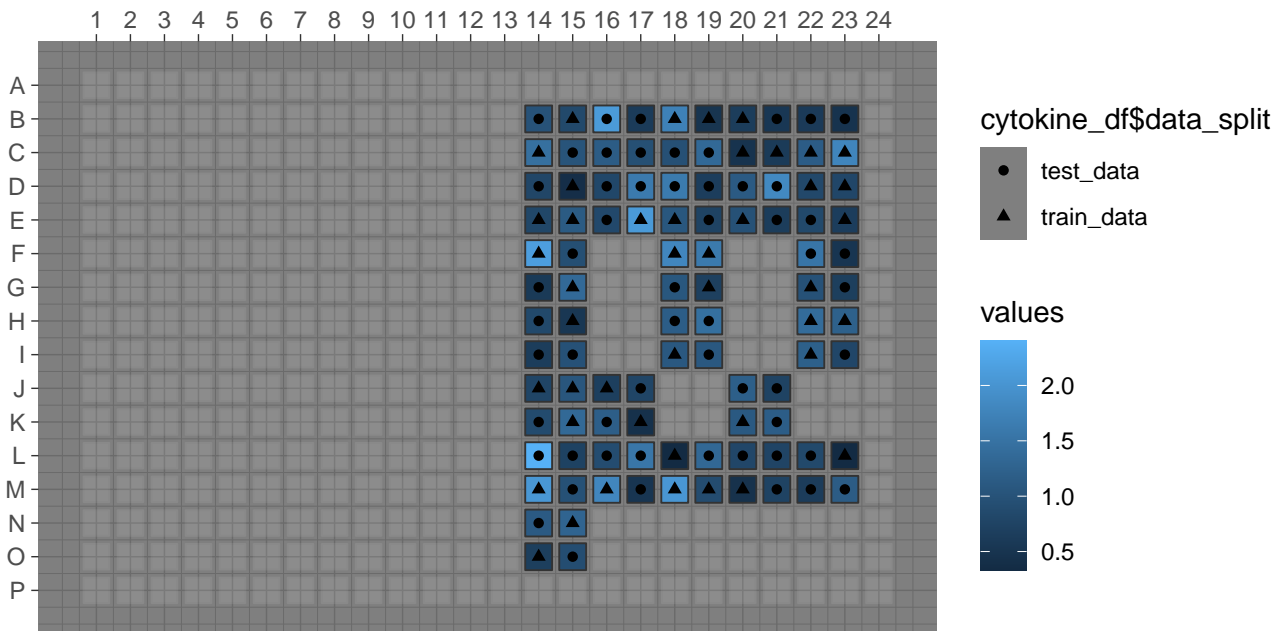 1 2 3 4 5 6 7 8 9 10 11 12 13 14 15 16 17 18 19 20 21 22 23 24
A
B
C
D
E
F
G
H
I
J
K
L
M
N
O
P
cytokine_df$data_split
test_data
train_data
values
2.0
1.5
1.0
0.5